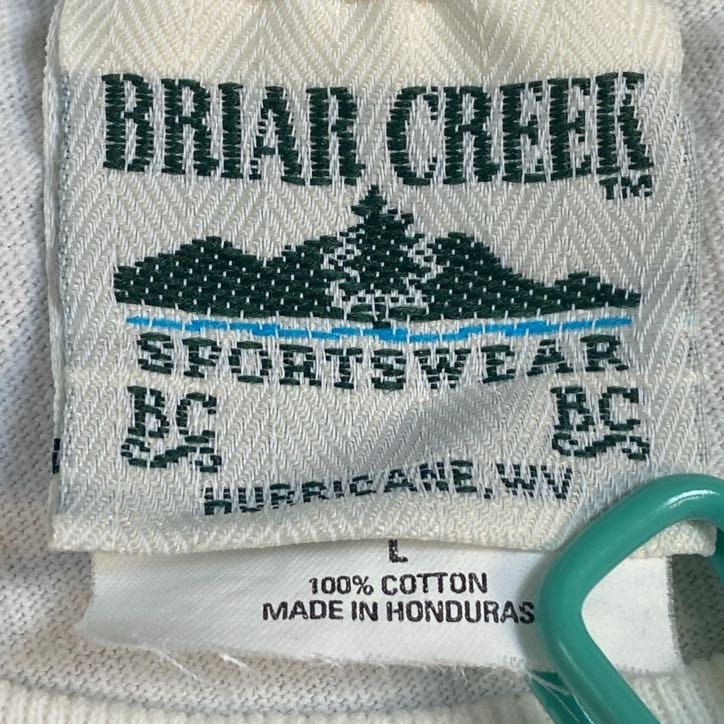 BRIAR CREEK
TM
SPORTSWEAR
BC BC
HURRICANE, WV
L
100% COTTON
MADE IN HONDURAS